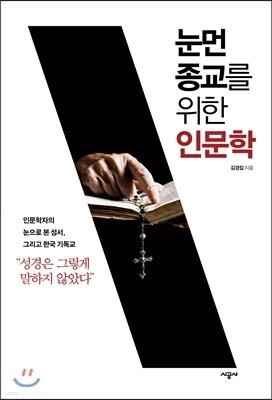 눈먼
종교를
위한
인문학
김경집 지음
인문학자의
눈으로 본 성서,
그리고 한국 기독교
“성경은 그렇게
말하지 않았다”
시공사